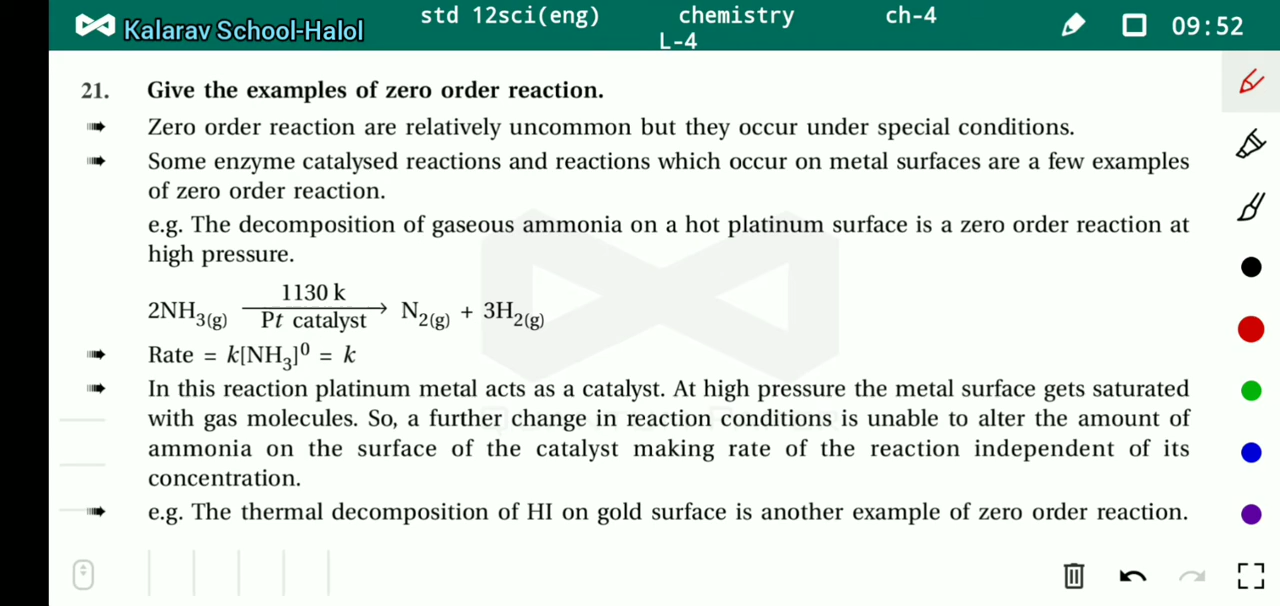 std 12sci(eng) chemistry ch-4
Kalarav School-Halol L-4 09:52
21. Give the examples of zero order reaction.
Zero order reaction are relatively uncommon but they occur under special conditions.
Some enzyme catalysed reactions and reactions which occur on metal surfaces are a few examples
of zero order reaction.
e.g. The decomposition of gaseous ammonia on a hot platinum surface is a zero order reaction at
high pressure.
1130 k
2NH₃(g) → N₂(g) + 3H₂(g)
Pt catalyst
Rate = k[NH₃]⁰ = k
In this reaction platinum metal acts as a catalyst. At high pressure the metal surface gets saturated
with gas molecules. So, a further change in reaction conditions is unable to alter the amount of
ammonia on the surface of the catalyst making rate of the reaction independent of its
concentration.
e.g. The thermal decomposition of HI on gold surface is another example of zero order reaction.